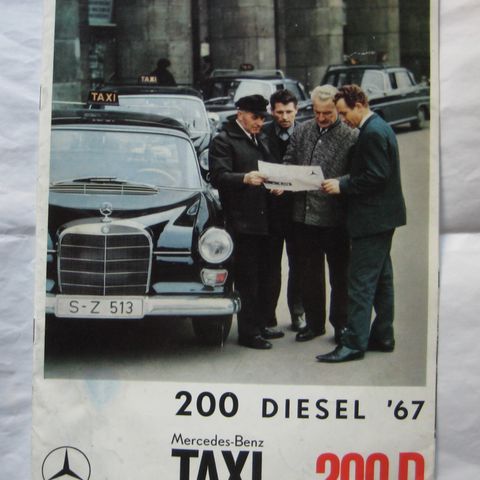 TAXI
TAXI
S-Z 513
200 DIESEL '67
Mercedes-Benz
TAXI 200 D